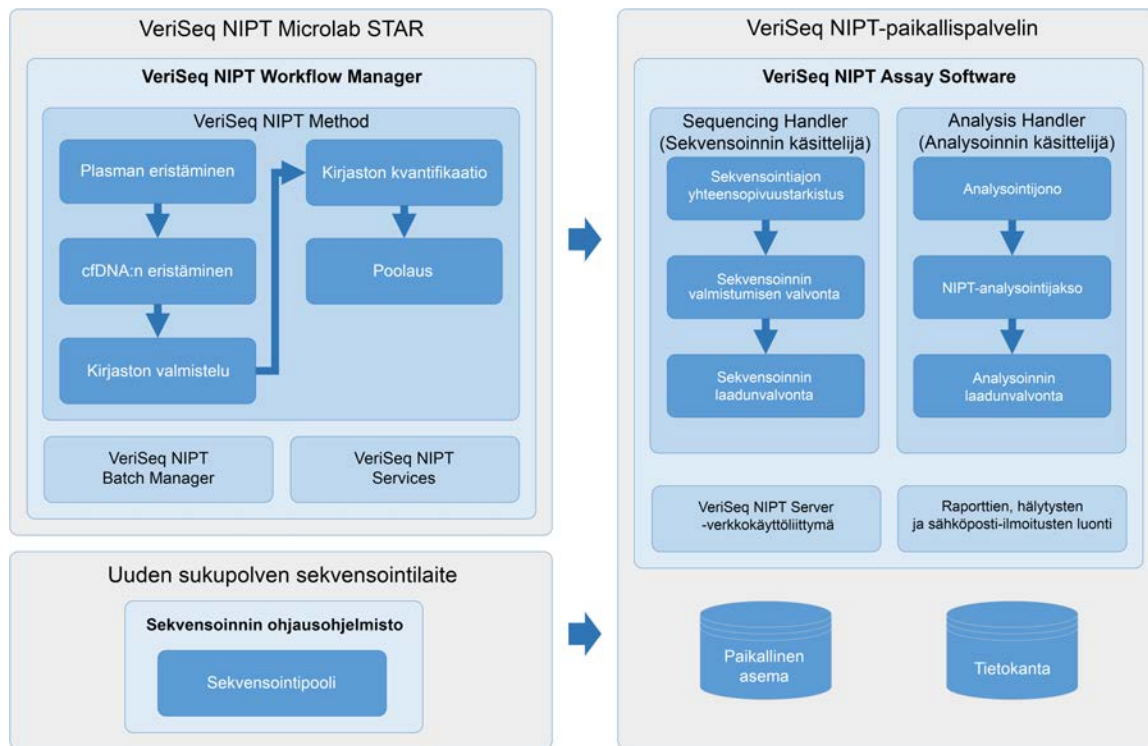 VeriSeq NIPT Microlab STAR
VeriSeq NIPT Workflow Manager
VeriSeq NIPT Method
Plasman eristäminen
cfDNA:n eristäminen
Kirjaston valmistelu
Kirjaston kvantifikaatio
Poolaus
VeriSeq NIPT
Batch Manager
VeriSeq NIPT
Services
Uuden sukupolven sekvensointilaite
Sekvensoinnin ohjausohjelmisto
Sekvensointipooli
VeriSeq NIPT-paikallispalvelin
VeriSeq NIPT Assay Software
Sequencing Handler
(Sekvensoinnin käsittelijä)
Sekvensointiajon
yhteensopivuustarkistus
Sekvensoinnin
valmistumisen valvonta
Sekvensoinnin
laadunvalvonta
Analysis Handler
(Analysoinnin käsittelijä)
Analysointijono
NIPT-analysointijakso
Analysoinnin
laadunvalvonta
VeriSeq NIPT Server
-verkkokäyttöliittymä
Raporttien, hälytysten
ja sähköposti-ilmoitusten luonti
Paikallinen
asema
Tietokanta